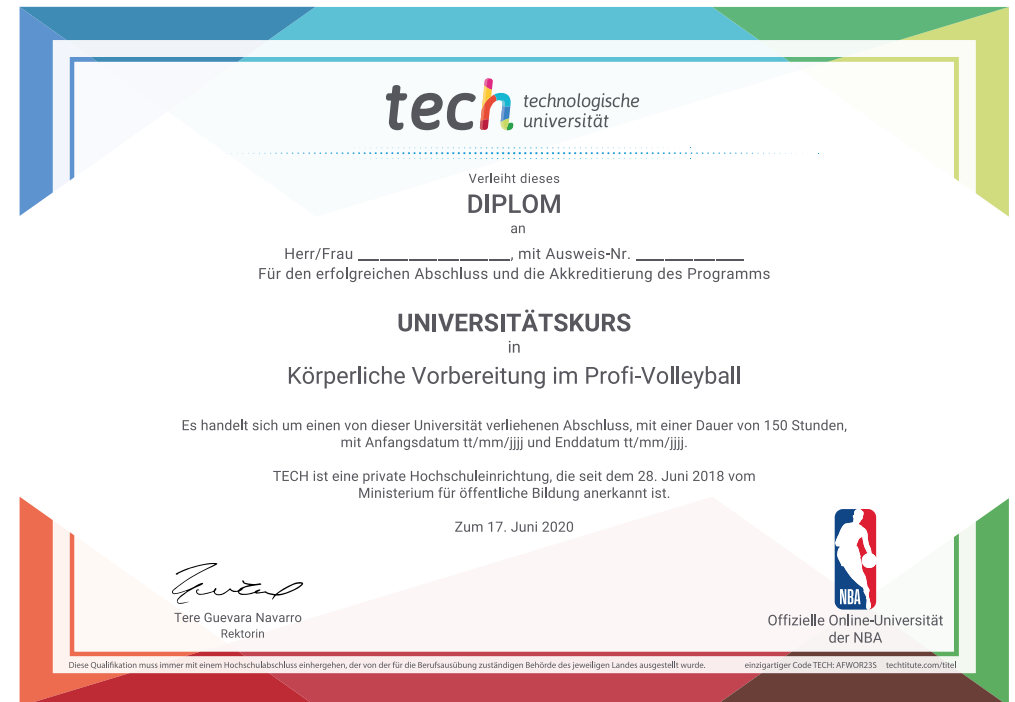 tech technologische
universität
Verleiht dieses
DIPLOM
an
Herr/Frau ____________________, mit Ausweis-Nr. ______________
Für den erfolgreichen Abschluss und die Akkreditierung des Programms
UNIVERSITÄTSKURS
in
Körperliche Vorbereitung im Profi-Volleyball
Es handelt sich um einen von dieser Universität verliehenen Abschluss, mit einer Dauer von 150 Stunden,
mit Anfangsdatum tt/mm/jjjj und Enddatum tt/mm/jjjj.
TECH ist eine private Hochschuleinrichtung, die seit dem 28. Juni 2018 vom
Ministerium für öffentliche Bildung anerkannt ist.
Zum 17. Juni 2020
Tere Guevara Navarro
Rektorin
NBA
Offizielle Online-Universität
der NBA
Diese Qualifikation muss immer mit einem Hochschulabschluss einhergehen, der von der für die Berufsausübung zuständigen Behörde des jeweiligen Landes ausgestellt wurde. einzigartiger Code TECH: AFWOR235 techtitute.com/titel